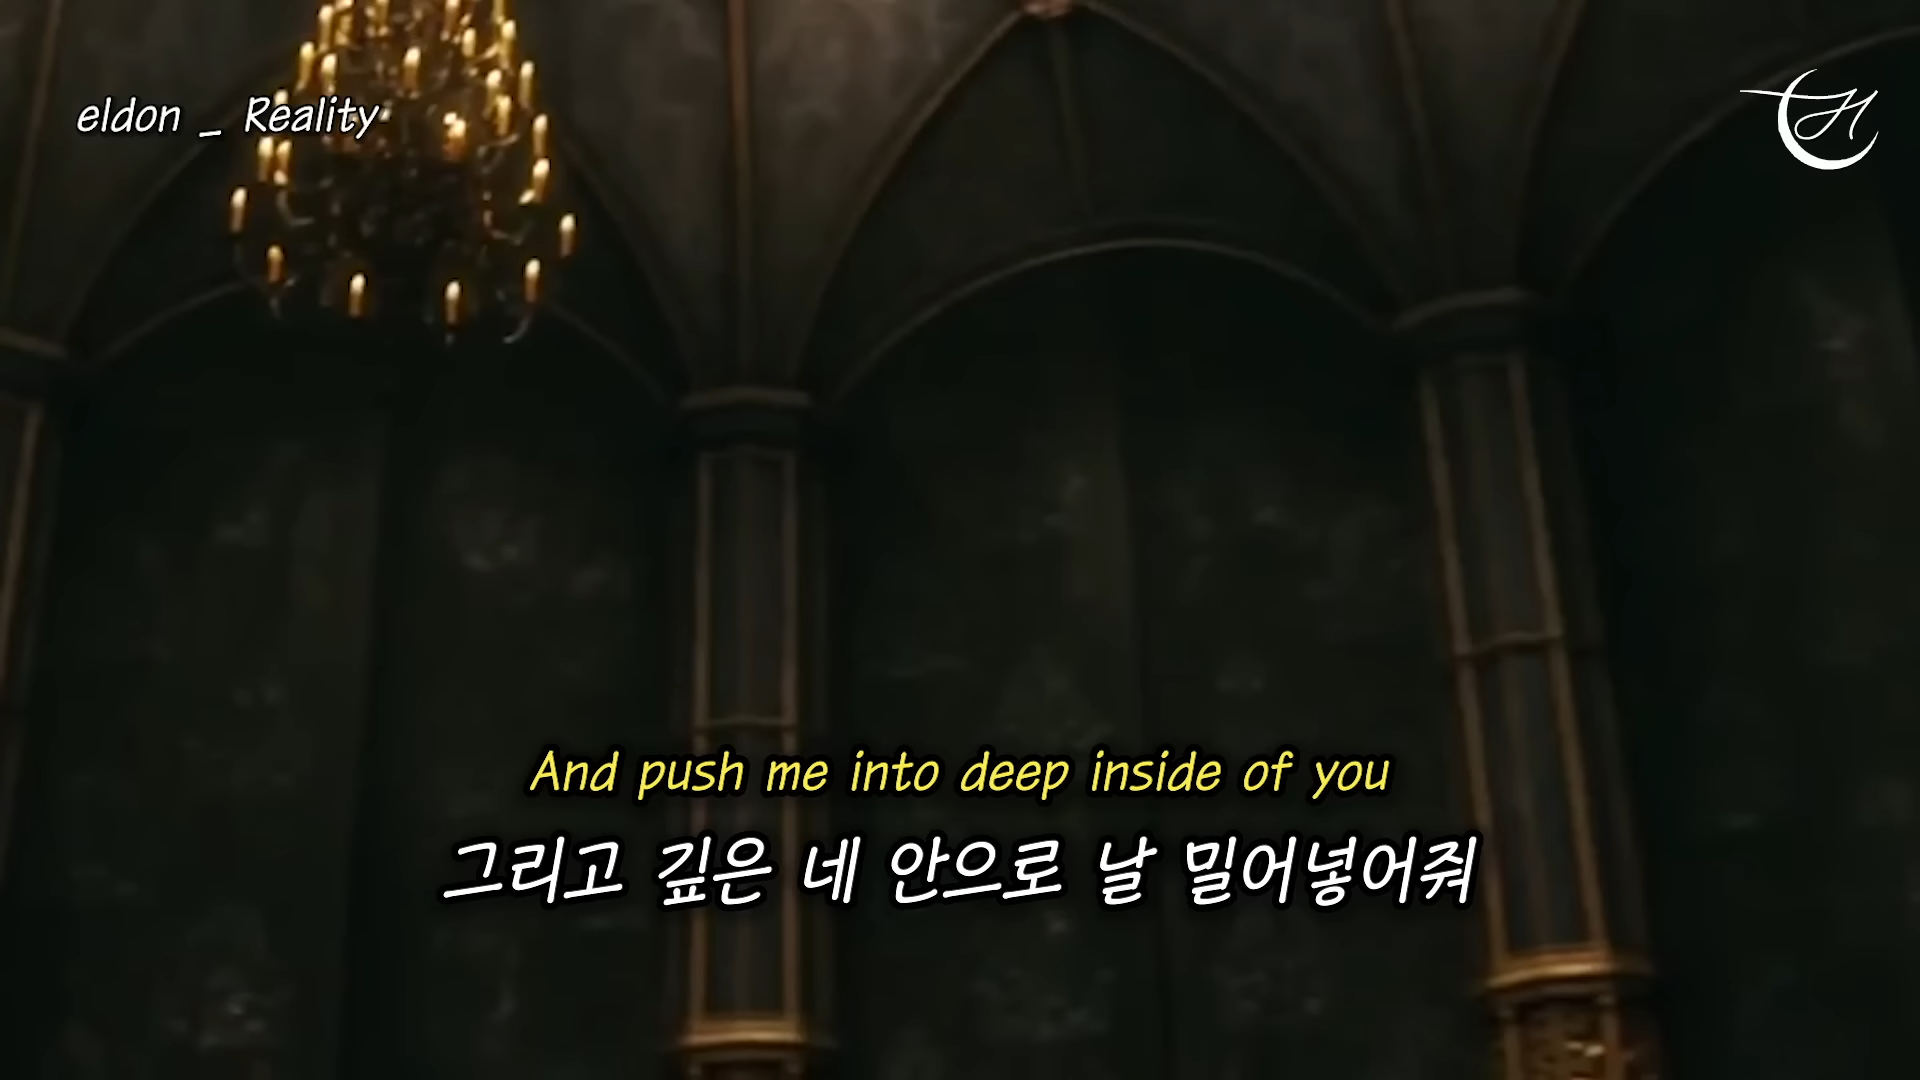 eldon _ Reality
And push me into deep inside of you
그리고 깊은 네 안으로 날 밀어넣어줘